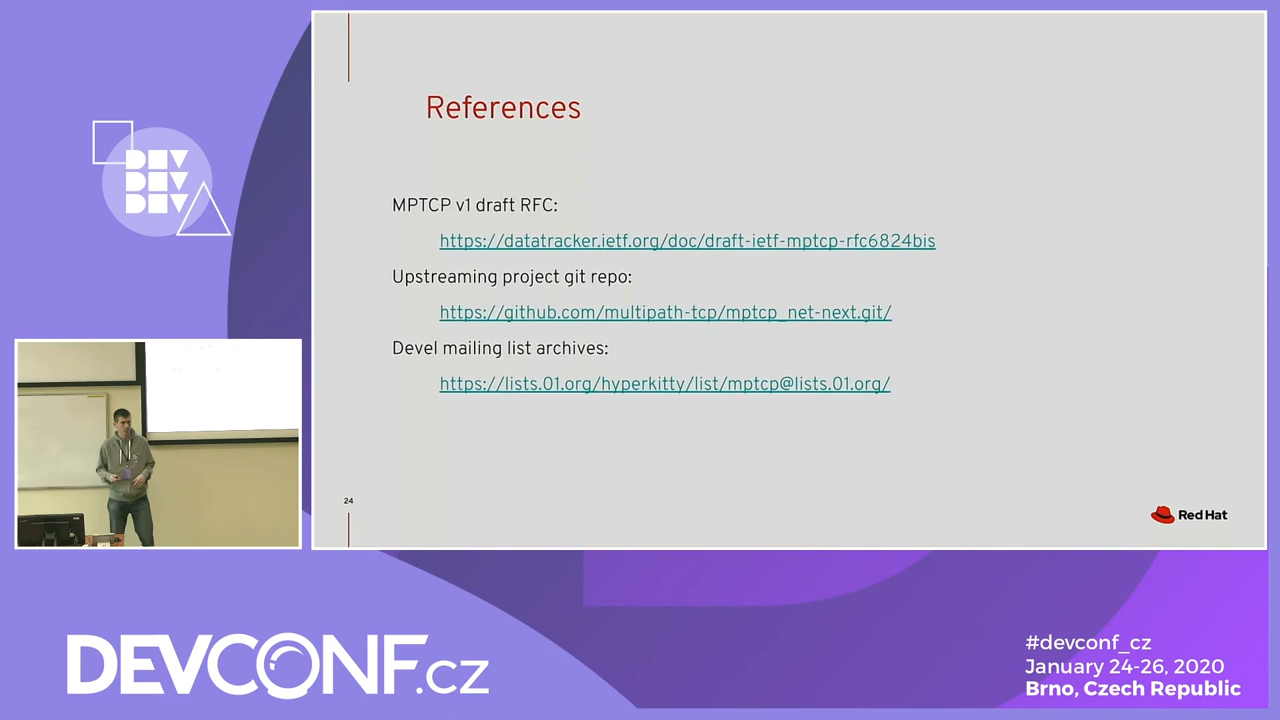 DEV
DEV
DEV
References
MPTCP v1 draft RFC:
https://datatracker.ietf.org/doc/draft-ietf-mptcp-rfc6824bis
Upstreaming project git repo:
https://github.com/multipath-tcp/mptcp_net-next.git/
Devel mailing list archives:
https://lists.01.org/hyperkitty/list/mptcp@lists.01.org/
24
Red Hat
DEVCONF.cz
#devconf_cz
January 24-26, 2020
Brno, Czech Republic